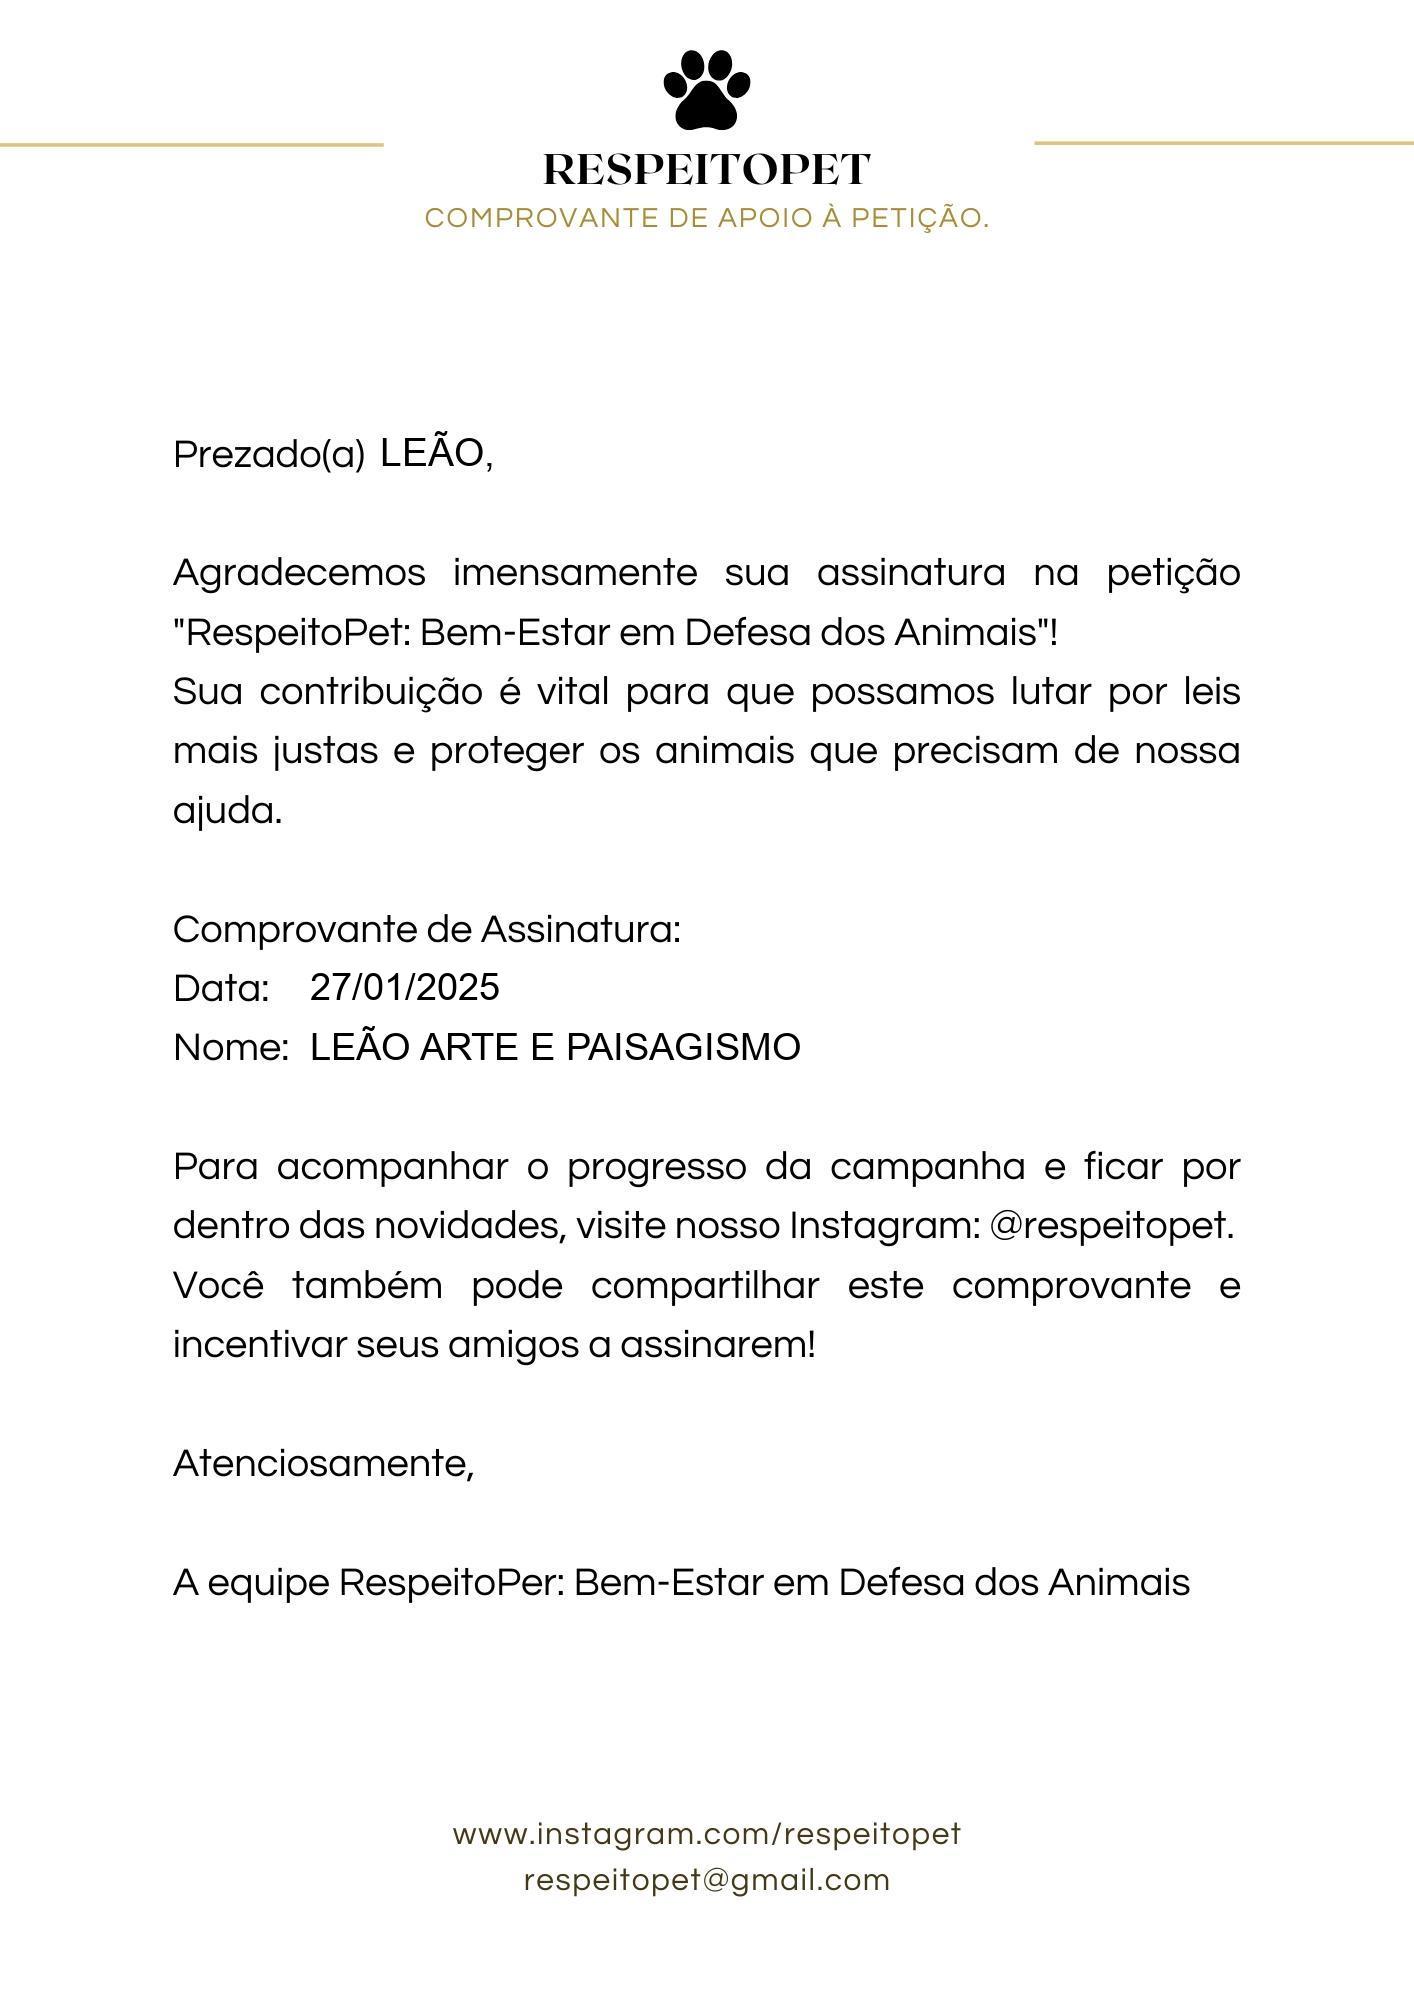 RESPEITOPET
COMPROVANTE DE APOIO À PETIÇÃO.
Prezado(a) LEÃO,
Agradecemos imensamente sua assinatura na petição
"RespeitoPet: Bem-Estar em Defesa dos Animais"!
Sua contribuição é vital para que possamos lutar por leis
mais justas e proteger os animais que precisam de nossa
ajuda.
Comprovante de Assinatura:
Data: 27/01/2025
Nome: LEÃO ARTE E PAISAGISMO
Para acompanhar o progresso da campanha e ficar por
dentro das novidades, visite nosso Instagram: @respeitopet.
Você também pode compartilhar este comprovante e
incentivar seus amigos a assinarem!
Atenciosamente,
A equipe RespeitoPer: Bem-Estar em Defesa dos Animais
www.instagram.com/respeitopet
respeitopet@gmail.com